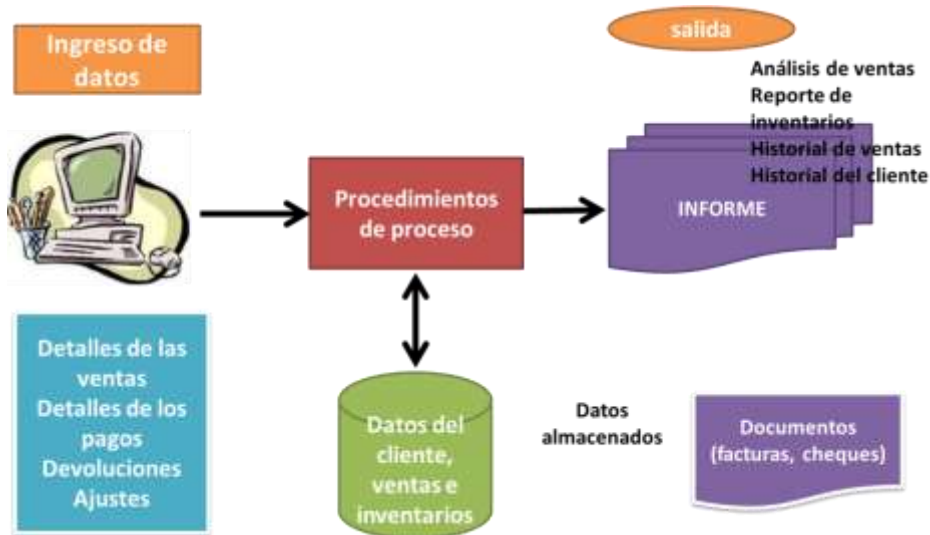 Ingreso de
datos
salida
Análisis de ventas
Reporte de
inventarios
Historial de ventas
Historial del cliente
INFORME
Procedimientos
de proceso
Detalles de las
ventas
Detalles de los
pagos
Devoluciones
Ajustes
Datos del
cliente,
ventas e
inventarios
Datos
almacenados
Documentos
(facturas, cheques)